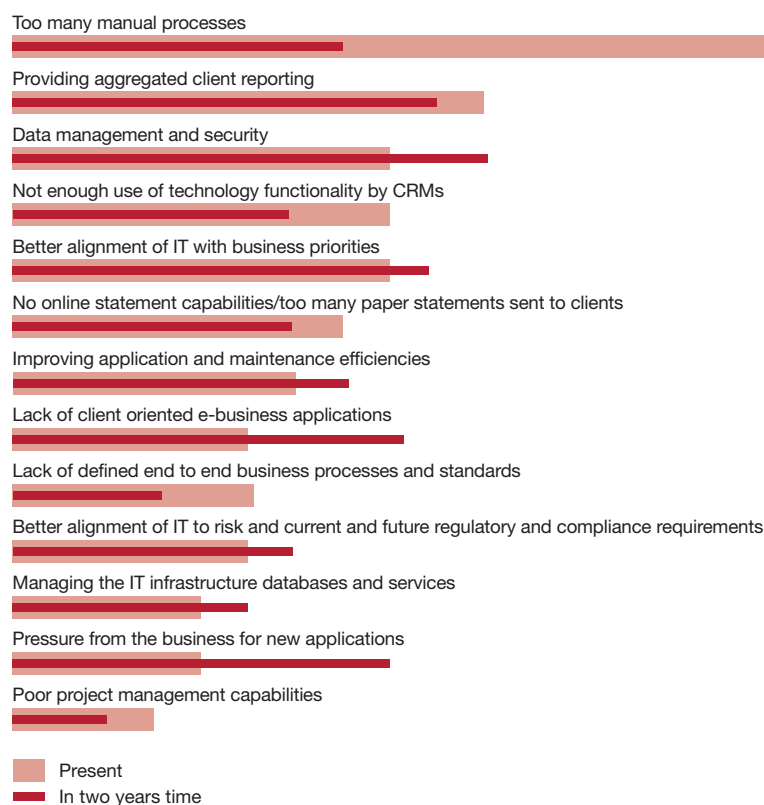 Too many manual processes
Providing aggregated client reporting
Data management and security
Not enough use of technology functionality by CRMs
Better alignment of IT with business priorities
No online statement capabilities/too many paper statements sent to clients
Improving application and maintenance efficiencies
Lack of client oriented e-business applications
Lack of defined end to end business processes and standards
Better alignment of IT to risk and current and future regulatory and compliance requirements
Managing the IT infrastructure databases and services
Pressure from the business for new applications
Poor project management capabilities
Present
In two years time